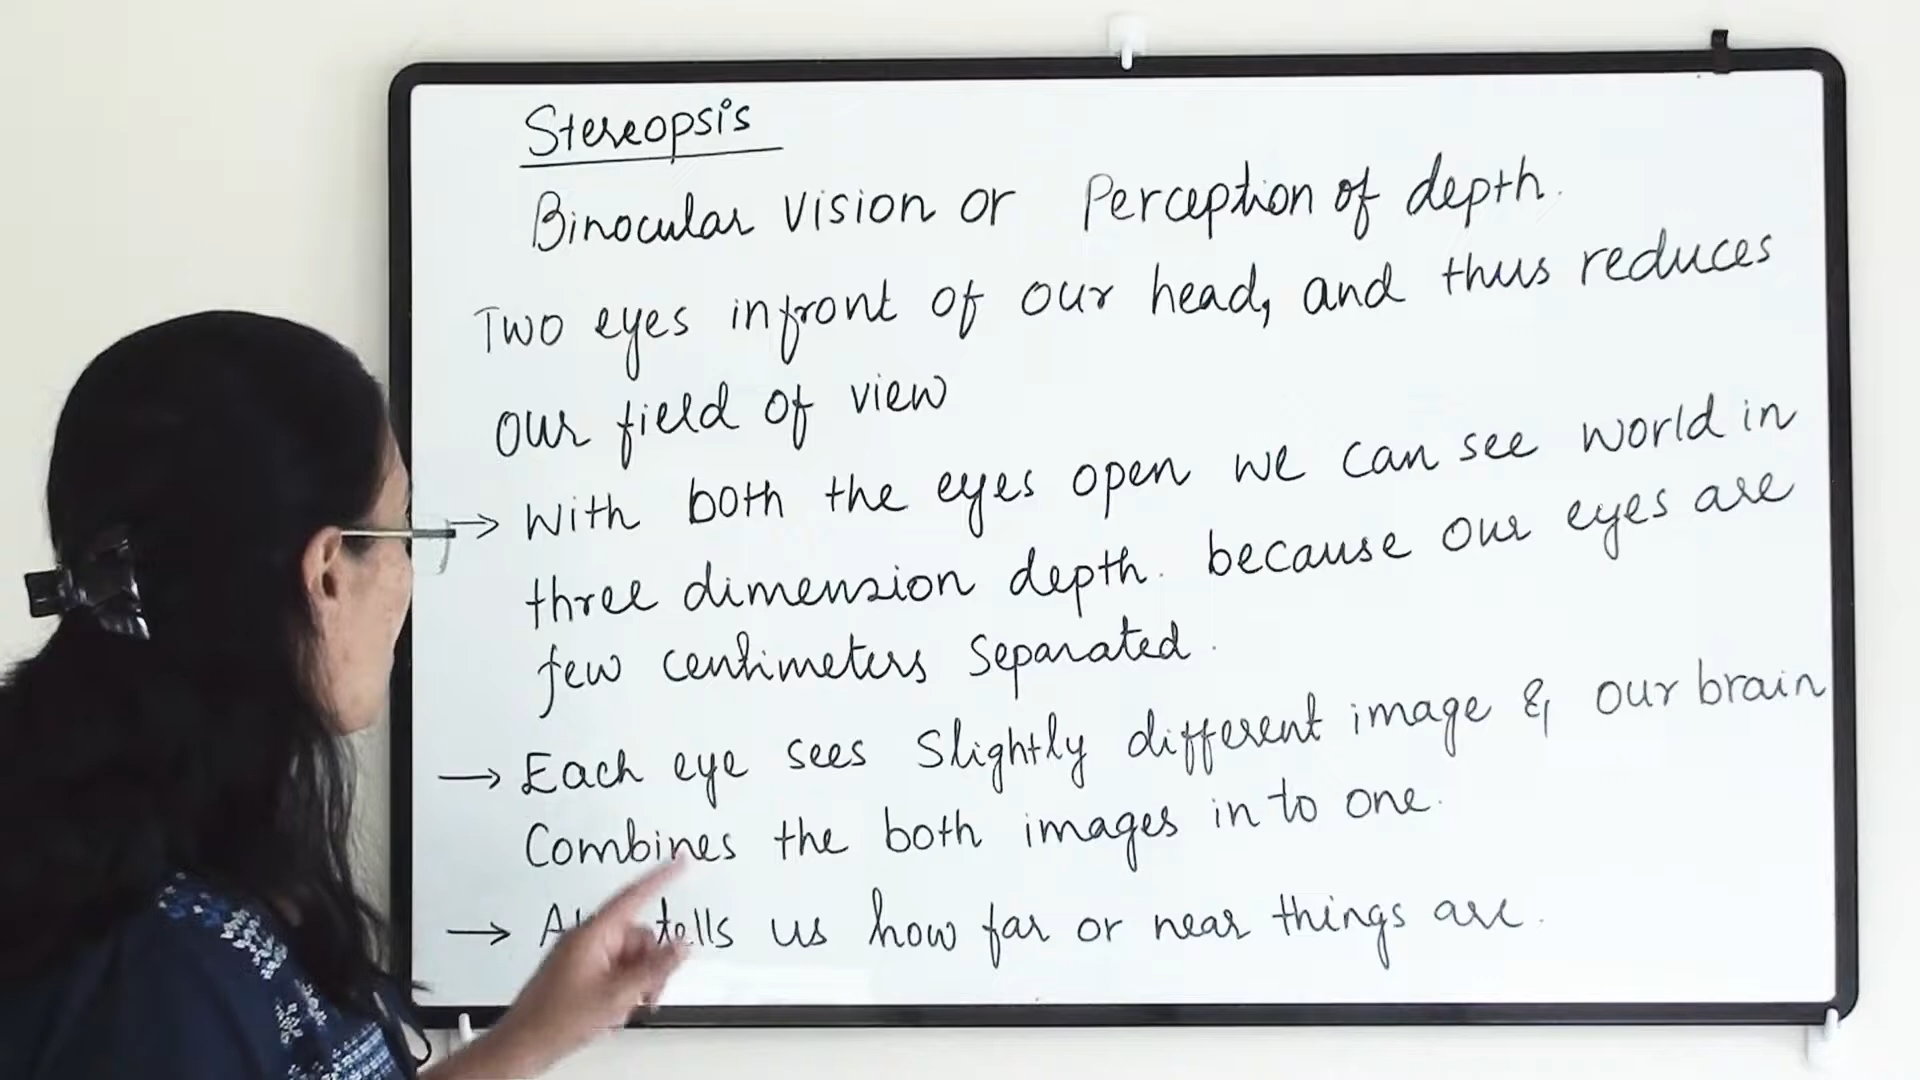 Stereopsis
Binocular vision or Perception of depth.
Two eyes infront of our head, and thus reduces
our field of view
→ With both the eyes open we can see world in
three dimension depth. because our eyes are
few centimeters separated.
→ Each eye sees slightly different image & our brain
Combines the both images in to one.
→ tells us how far or near things are.